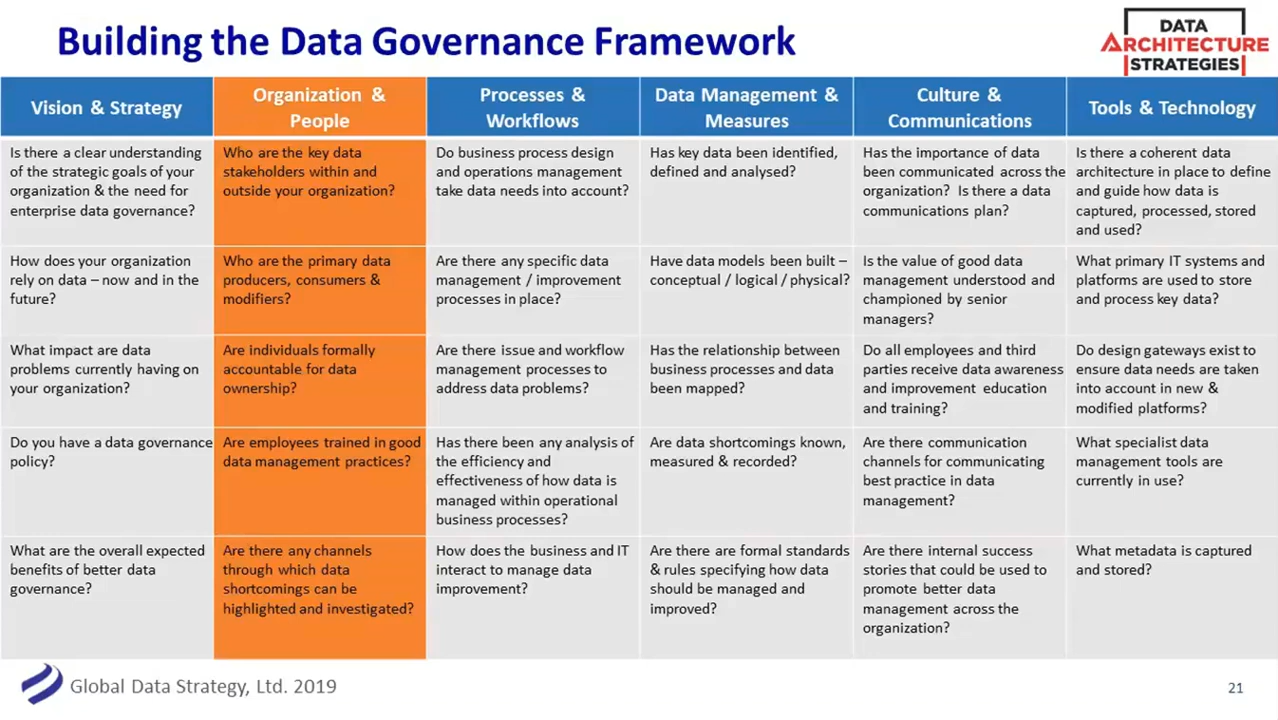 Building the Data Governance Framework
DATA
ARCHITECTURE
STRATEGIES
Vision & Strategy
Organization &
People
Processes &
Workflows
Data Management &
Measures
Culture &
Communications
Tools & Technology
Is there a clear understanding
of the strategic goals of your
organization & the need for
enterprise data governance?
Who are the key data
stakeholders within and
outside your organization?
Do business process design
and operations management
take data needs into account?
Has key data been identified,
defined and analysed?
Has the importance of data
been communicated across the
organization? Is there a data
communications plan?
Is there a coherent data
architecture in place to define
and guide how data is
captured, processed, stored
and used?
How does your organization
rely on data – now and in the
future?
Who are the primary data
producers, consumers &
modifiers?
Are there any specific data
management / improvement
processes in place?
Have data models been built –
conceptual / logical / physical?
Is the value of good data
management understood and
championed by senior
managers?
What primary IT systems and
platforms are used to store
and process key data?
What impact are data
problems currently having on
your organization?
Are individuals formally
accountable for data
ownership?
Are there issue and workflow
management processes to
address data problems?
Has the relationship between
business processes and data
been mapped?
Do all employees and third
parties receive data awareness
and improvement education
and training?
Do design gateways exist to
ensure data needs are taken
into account in new &
modified platforms?
Do you have a data governance
policy?
Are employees trained in good
data management practices?
Has there been any analysis of
the efficiency and
effectiveness of how data is
managed within operational
business processes?
Are data shortcomings known,
measured & recorded?
Are there communication
channels for communicating
best practice in data
management?
What specialist data
management tools are
currently in use?
What are the overall expected
benefits of better data
governance?
Are there any channels
through which data
shortcomings can be
highlighted and investigated?
How does the business and IT
interact to manage data
improvement?
Are there are formal standards
& rules specifying how data
should be managed and
improved?
Are there internal success
stories that could be used to
promote better data
management across the
organization?
What metadata is captured
and stored?
Global Data Strategy, Ltd. 2019
21